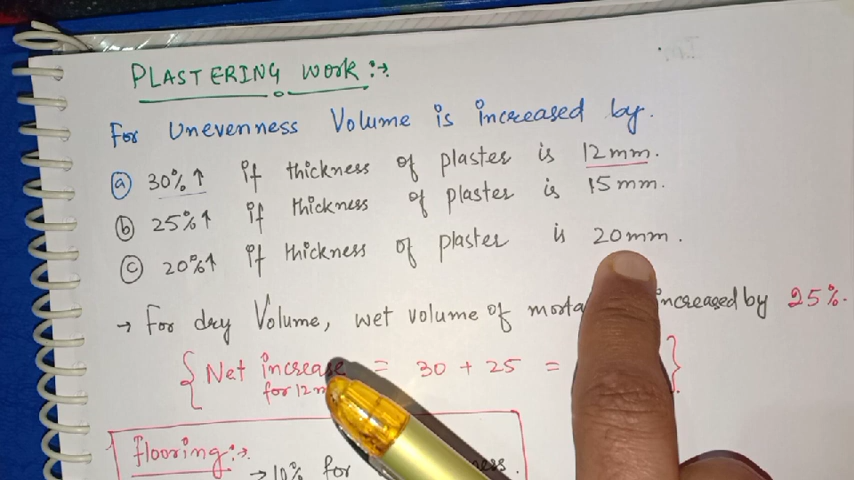 PLASTERING work:→
For Unevenness Volume is increased by.
(a) 30%↑ if thickness of plaster is 12mm.
(b) 25%↑ if thickness of plaster is 15mm.
(c) 20%↑ if thickness of plaster is 20mm.
→ For dry Volume, wet volume of increased by 25%.
{ Net increase = 30 + 25 = }
for 12m
flooring:→
→10% for